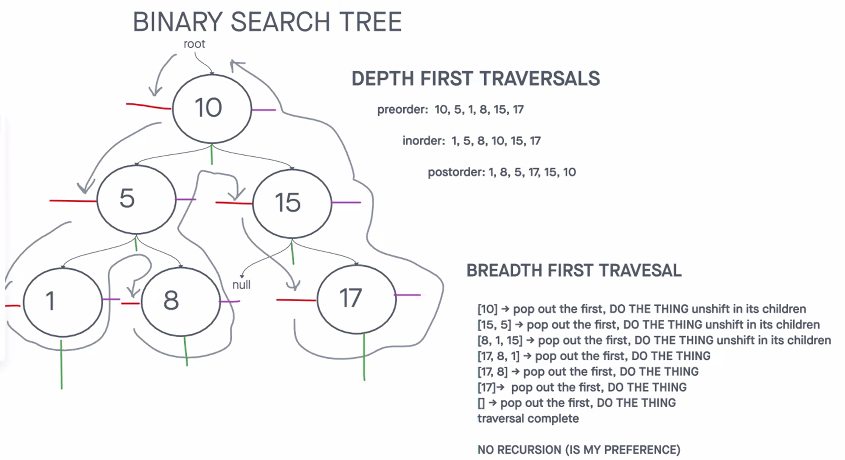 BINARY SEARCH TREE
root
10
5
15
null
1
8
17
DEPTH FIRST TRAVERSALS
preorder: 10, 5, 1, 8, 15, 17
inorder: 1, 5, 8, 10, 15, 17
postorder: 1, 8, 5, 17, 15, 10
BREADTH FIRST TRAVESAL
[10] → pop out the first, DO THE THING unshift in its children
[15, 5] → pop out the first, DO THE THING unshift in its children
[8, 1, 15] → pop out the first, DO THE THING unshift in its children
[17, 8, 1] → pop out the first, DO THE THING
[17, 8] → pop out the first, DO THE THING
[17]→ pop out the first, DO THE THING
[] → pop out the first, DO THE THING
traversal complete
NO RECURSION (IS MY PREFERENCE)